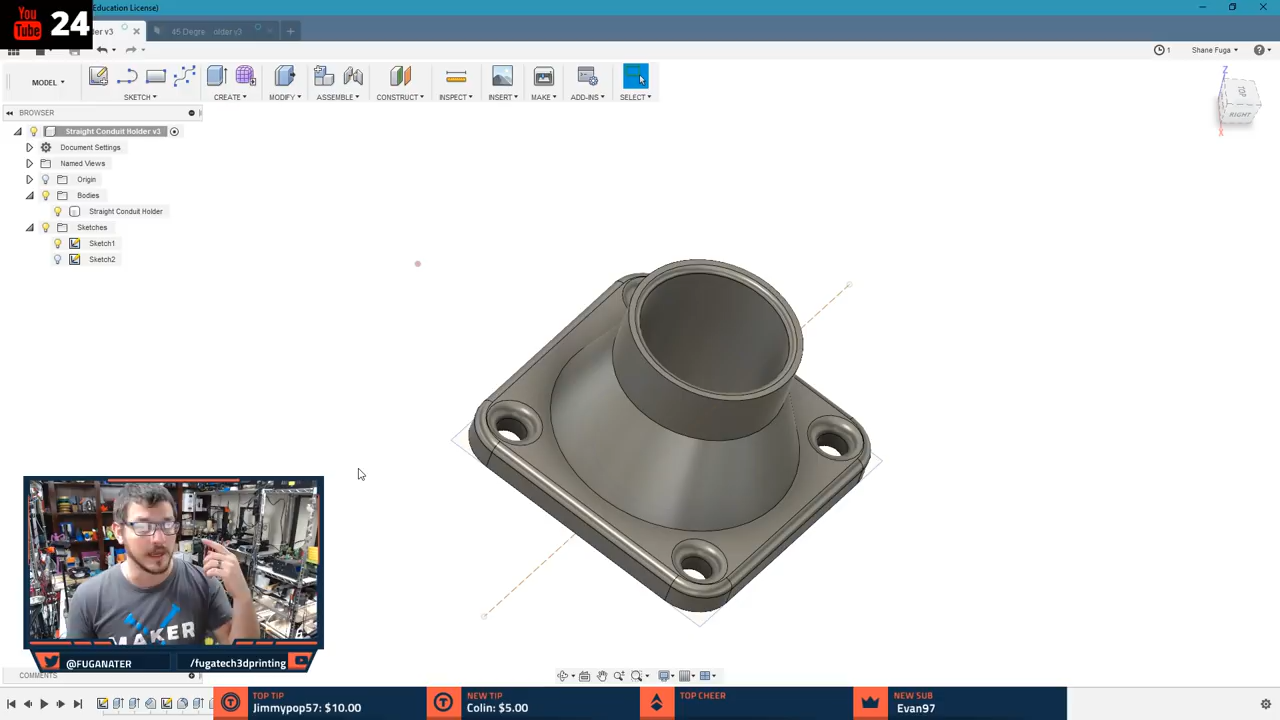 Education License)
You
Tube
24
der v3
45 Degre
older v3
1
Shane Fuga
MODEL
SKETCH
CREATE
MODIFY
ASSEMBLE
CONSTRUCT
INSPECT
INSERT
MAKE
ADD-INS
SELECT
BROWSER
Straight Conduit Holder v3
Document Settings
Named Views
Origin
Bodies
Straight Conduit Holder
Sketches
Sketch1
Sketch2
Z
X
RIGHT
MAKER
@FUGANATER
/fugatech3dprinting
COMMENTS
TOP TIP
Jimmypop57: $10.00
NEW TIP
Colin: $5.00
TOP CHEER
NEW SUB
Evan97